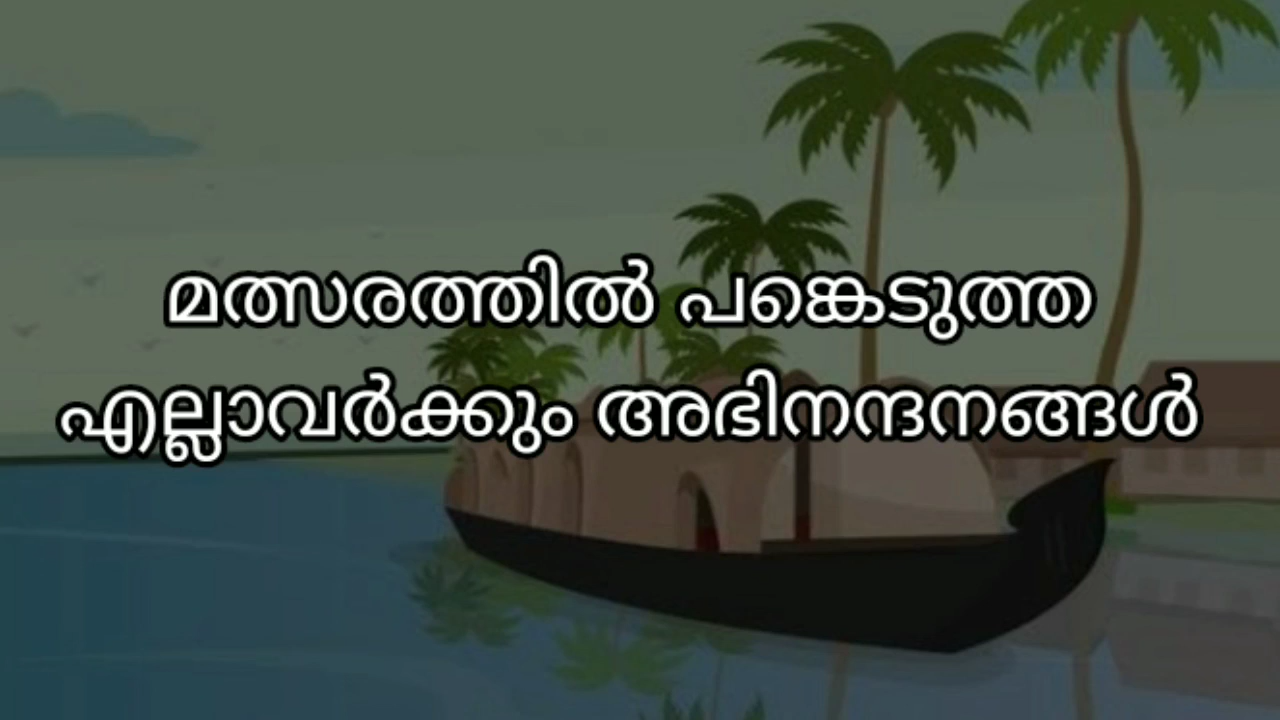 മത്സരത്തിൽ പങ്കെടുത്ത
എല്ലാവർക്കും അഭിനന്ദനങ്ങൾ